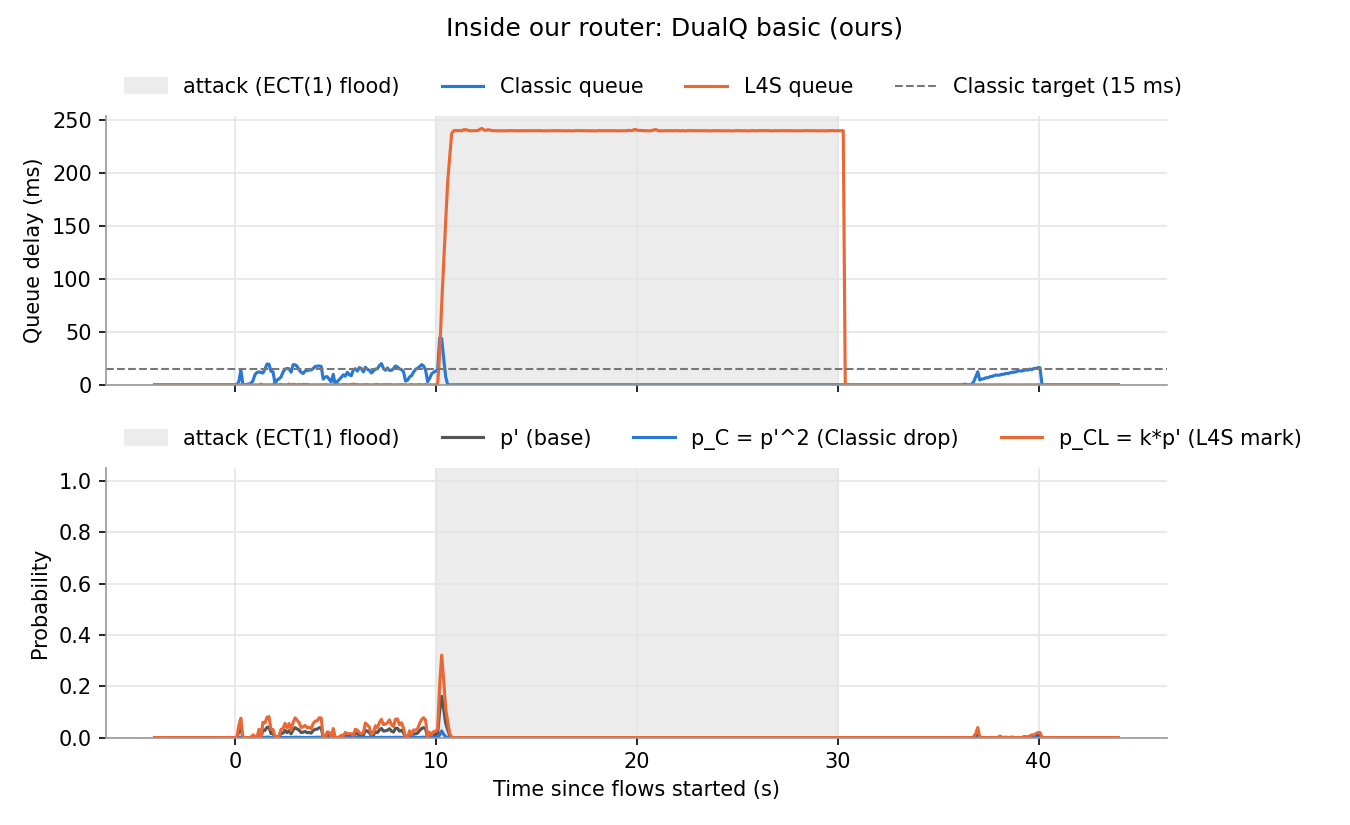 Inside our router: DualQ basic (ours)
attack (ECT(1) flood) Classic queue L4S queue Classic target (15 ms)
250
200
150
100
50
0
Queue delay (ms)
attack (ECT(1) flood) p' (base) p_C = p'^2 (Classic drop) p_CL = k*p' (L4S mark)
1.0
0.8
0.6
0.4
0.2
0.0
Probability
0 10 20 30 40
Time since flows started (s)